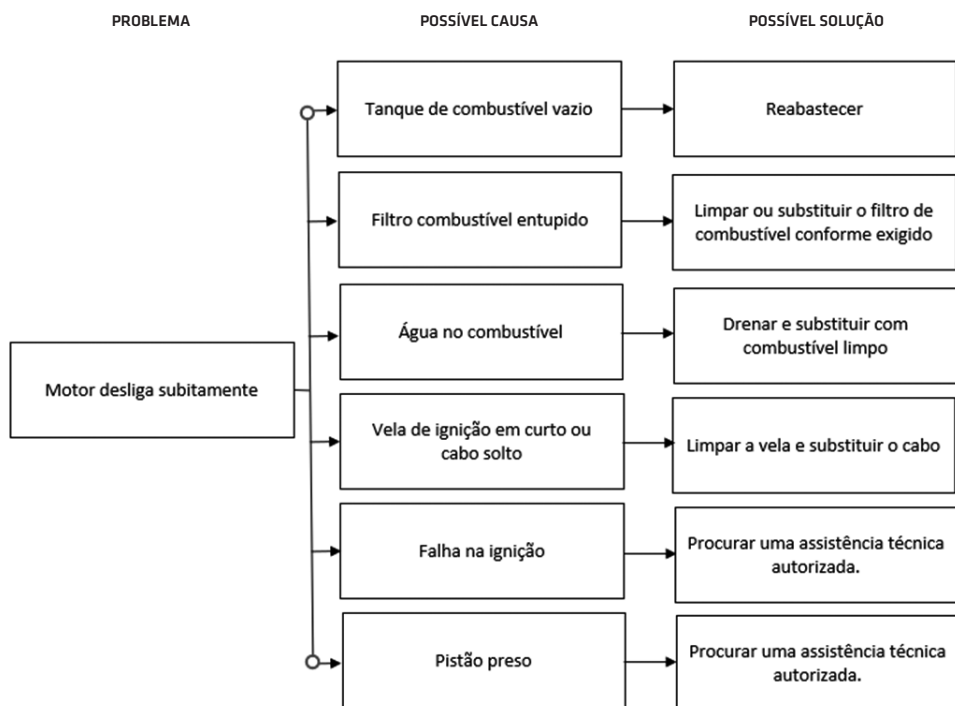 PROBLEMA
POSSÍVEL CAUSA
POSSÍVEL SOLUÇÃO
Tanque de combustível vazio
Reabastecer
Filtro combustível entupido
Limpar ou substituir o filtro de
combustível conforme exigido
Água no combustível
Drenar e substituir com
combustível limpo
Motor desliga subitamente
Vela de ignição em curto ou
cabo solto
Limpar a vela e substituir o cabo
Falha na ignição
Procurar uma assistência técnica
autorizada.
Pistão preso
Procurar uma assistência técnica
autorizada.